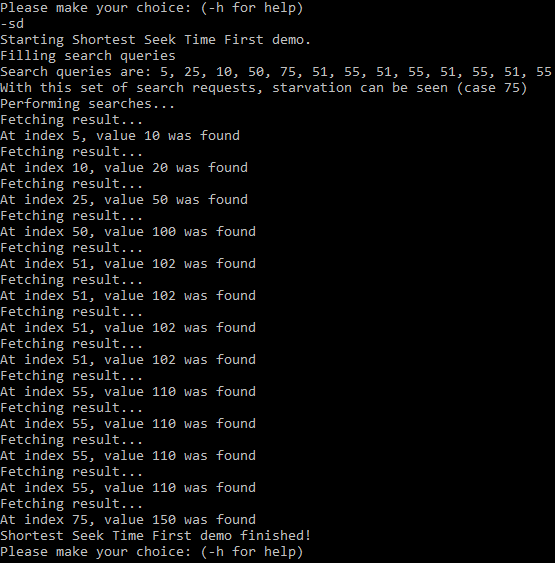 Please make your choice: (-h for help)
-sd
Starting Shortest Seek Time First demo.
Filling search queries
Search queries are: 5, 25, 10, 50, 75, 51, 55, 51, 55, 51, 55, 51, 55
With this set of search requests, starvation can be seen (case 75)
Performing searches...
Fetching result...
At index 5, value 10 was found
Fetching result...
At index 10, value 20 was found
Fetching result...
At index 25, value 50 was found
Fetching result...
At index 50, value 100 was found
Fetching result...
At index 51, value 102 was found
Fetching result...
At index 51, value 102 was found
Fetching result...
At index 51, value 102 was found
Fetching result...
At index 51, value 102 was found
Fetching result...
At index 55, value 110 was found
Fetching result...
At index 55, value 110 was found
Fetching result...
At index 55, value 110 was found
Fetching result...
At index 55, value 110 was found
Fetching result...
At index 75, value 150 was found
Shortest Seek Time First demo finished!
Please make your choice: (-h for help)